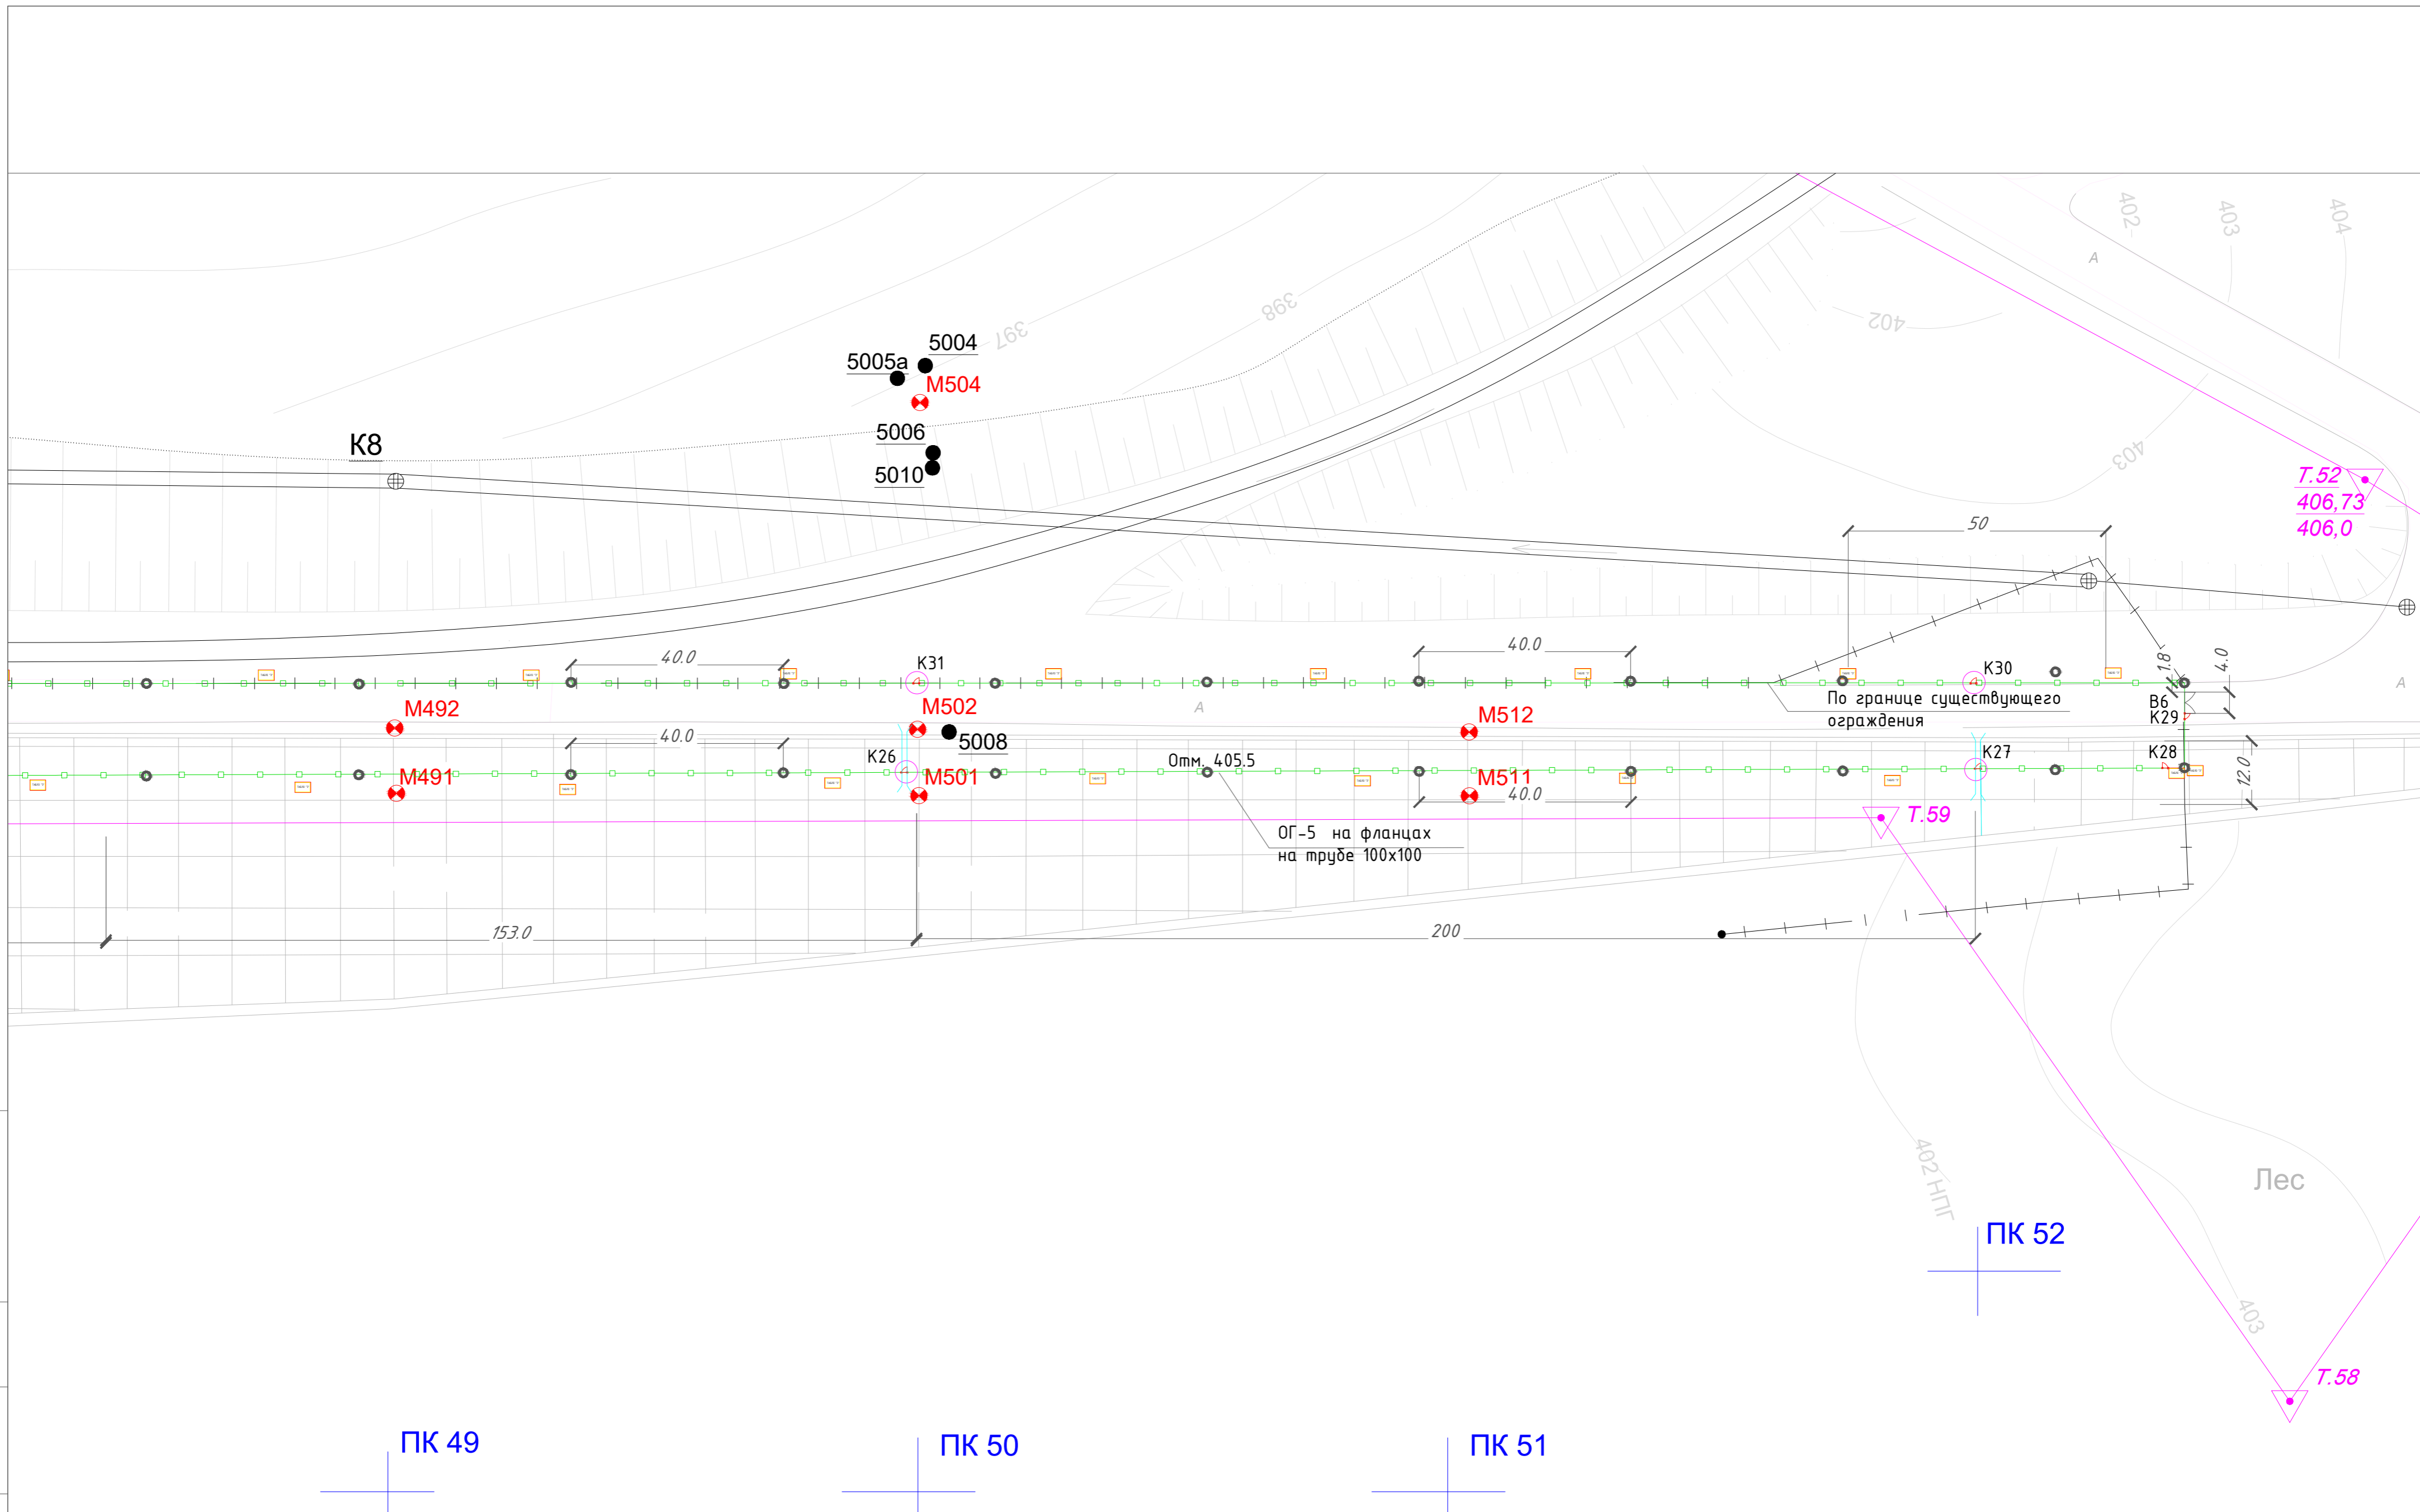 402
403
404
А
397
398
402
5004
5005а
М504
5006
5010
К8
403
Т.52
406,73
406,0
50
40.0
40.0
К31
К30
1.8
4.0
По границе существующего
ограждения
А
А
В6
К29
М492
М502
М512
5008
40.0
К26
Отм. 405.5
К27
К28
12.0
М491
М501
М511
40.0
Т.59
ОГ-5 на фланцах
на трубе 100х100
153.0
200
402 НПГ
Лес
ПК 52
403
Т.58
ПК 49
ПК 50
ПК 51